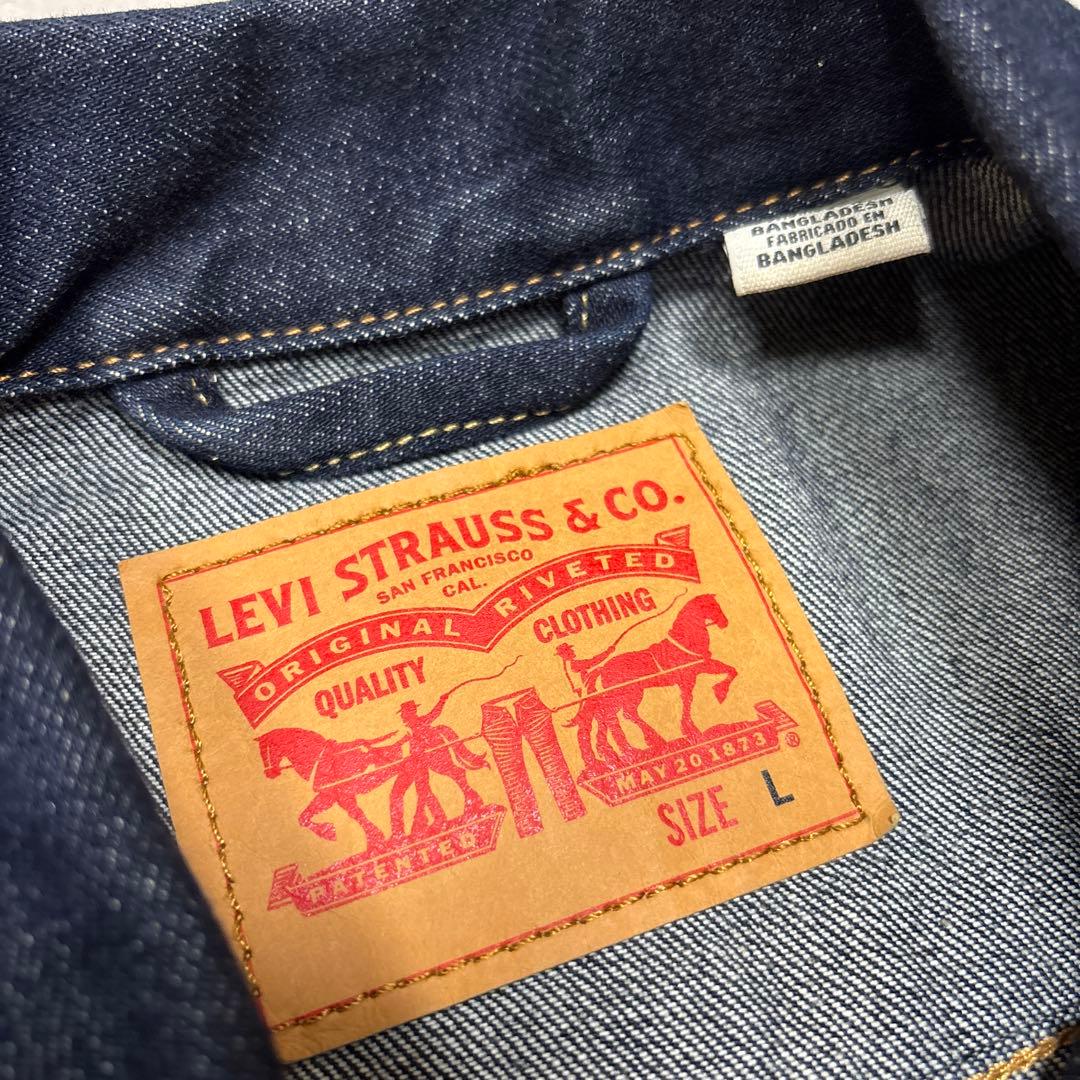 BANGLADESH
FABRICADO EN
BANGLADESH
LEVI STRAUSS & CO.
SAN FRANCISCO
CAL.
ORIGINAL RIVETED
QUALITY CLOTHING
PATENTED MAY 20 1873 ®
SIZE L